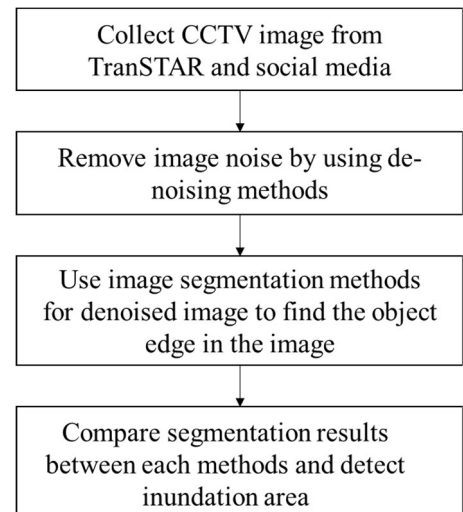 Collect CCTV image from
TranSTAR and social media
Remove image noise by using de-
noising methods
Use image segmentation methods
for denoised image to find the object
edge in the image
Compare segmentation results
between each methods and detect
inundation area